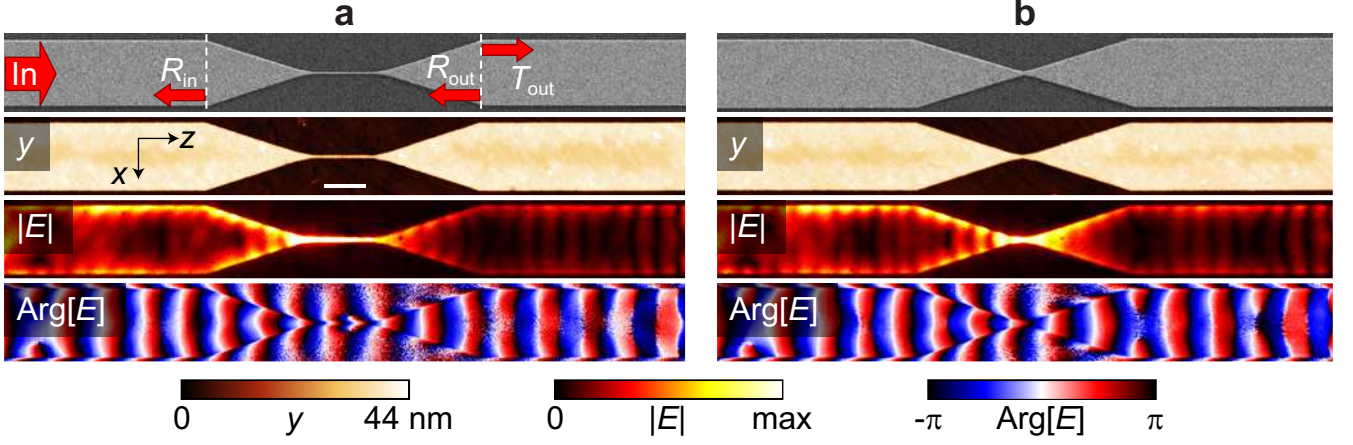 a
b
In
R_in
R_out
T_out
y
z
x
y
|E|
|E|
Arg[E]
Arg[E]
0 y 44 nm
0 |E| max
-π Arg[E] π